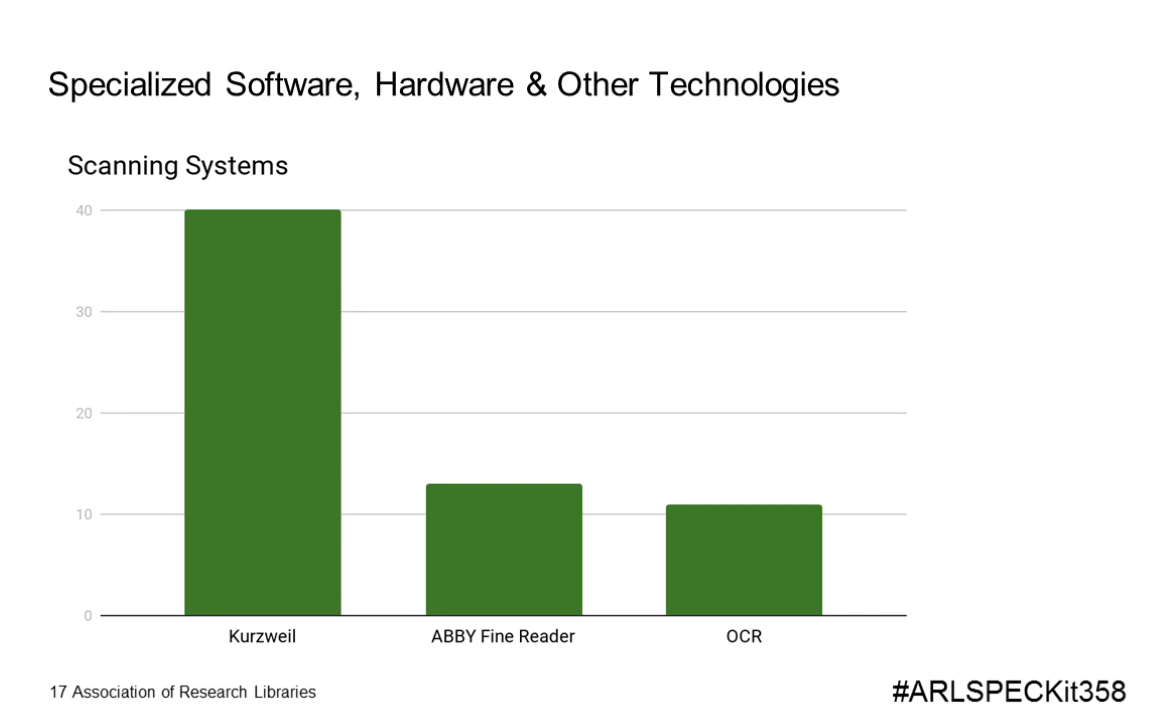 Specialized Software, Hardware & Other Technologies
Scanning Systems
40
30
20
10
0
Kurzweil
ABBY Fine Reader
OCR
17 Association of Research Libraries
#ARLSPECKit358